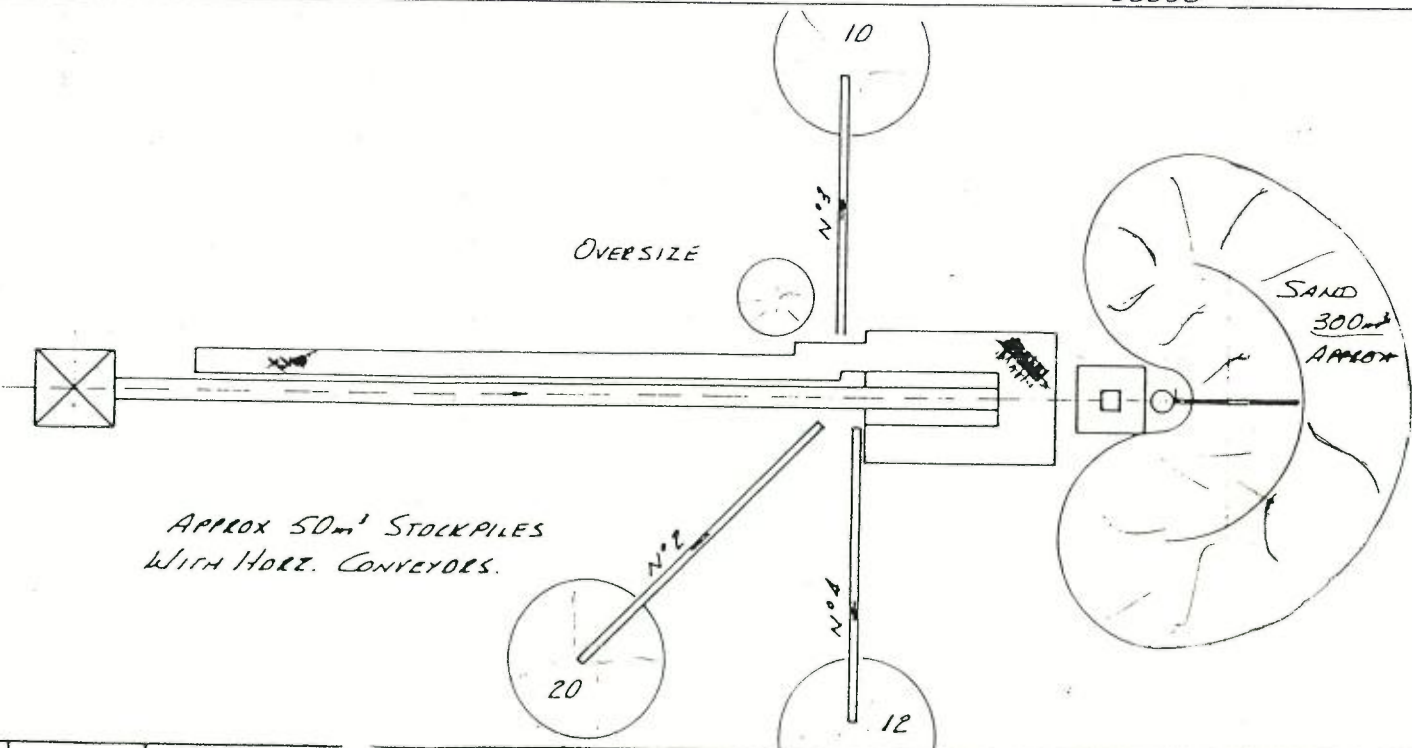 10
N°3
OVERSIZE
SAND
300m³
APPROX
APPROX 50m³ STOCKPILES
WITH HORZ. CONVEYORS.
N°2
N°4
20
12